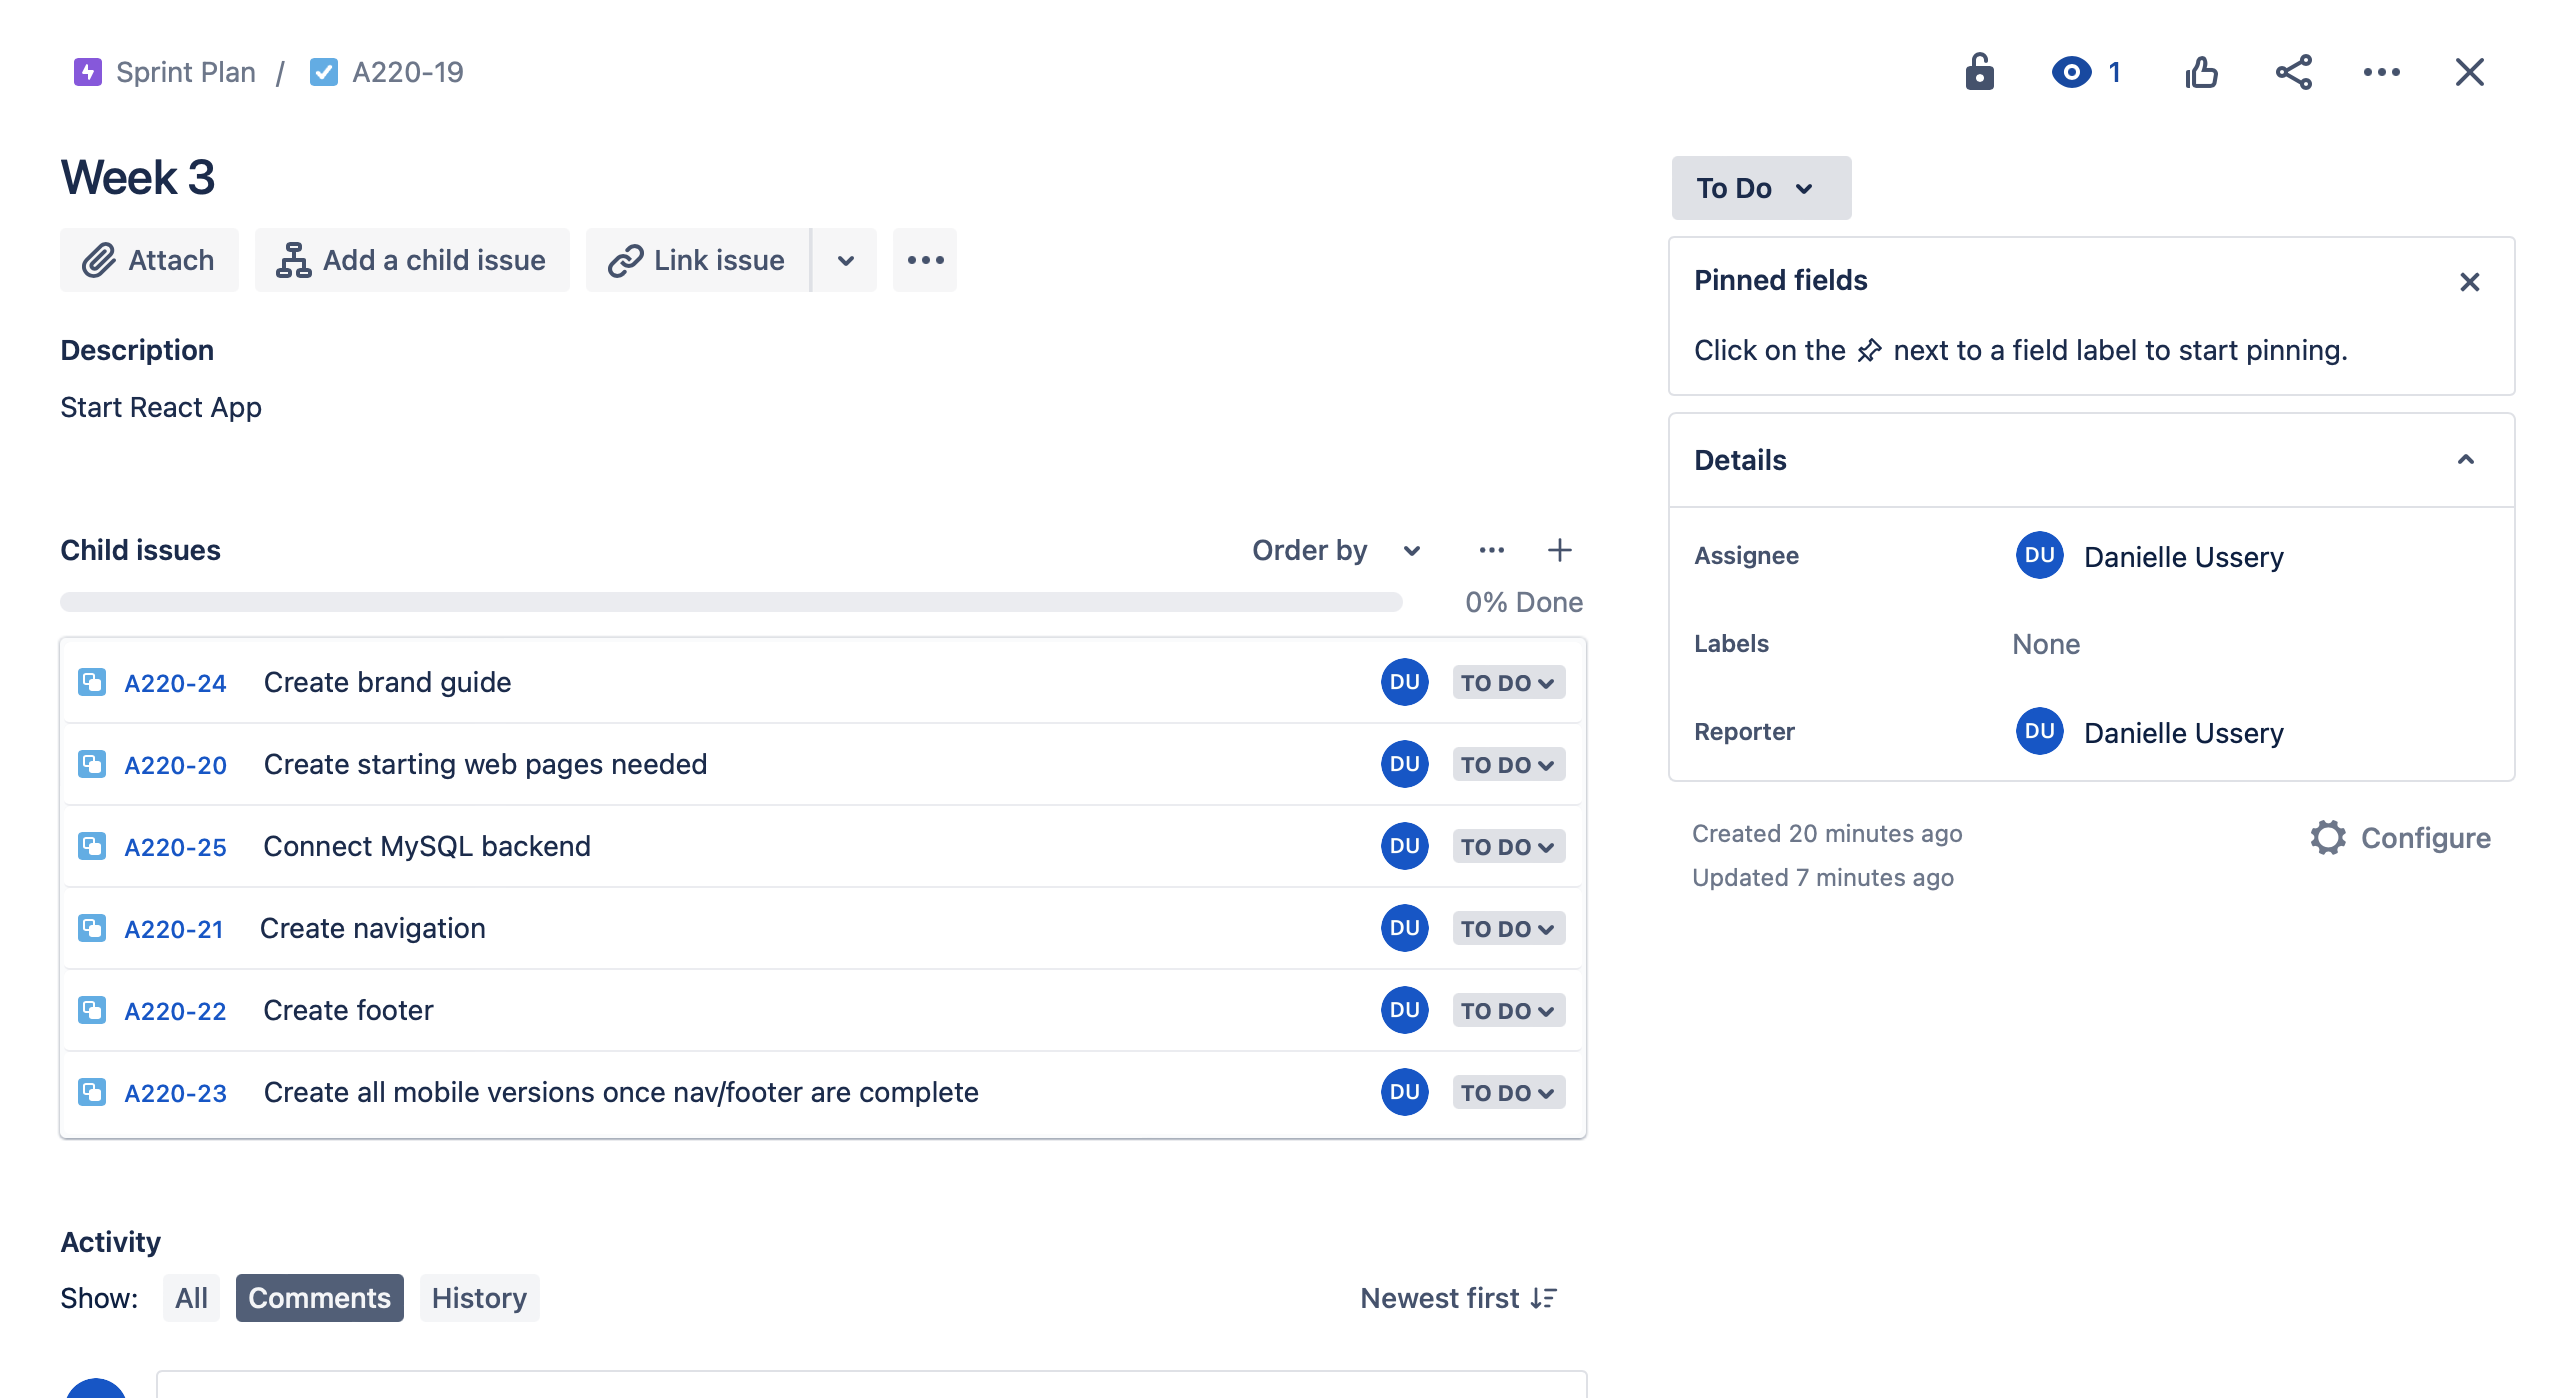 Sprint Plan / A220-19
1
Week 3
Attach Add a child issue Link issue
Description
Start React App
Child issues Order by
0% Done
A220-24 Create brand guide DU TO DO
A220-20 Create starting web pages needed DU TO DO
A220-25 Connect MySQL backend DU TO DO
A220-21 Create navigation DU TO DO
A220-22 Create footer DU TO DO
A220-23 Create all mobile versions once nav/footer are complete DU TO DO
Activity
Show: All Comments History Newest first
To Do
Pinned fields
Click on the next to a field label to start pinning.
Details
Assignee DU Danielle Ussery
Labels None
Reporter DU Danielle Ussery
Created 20 minutes ago Configure
Updated 7 minutes ago